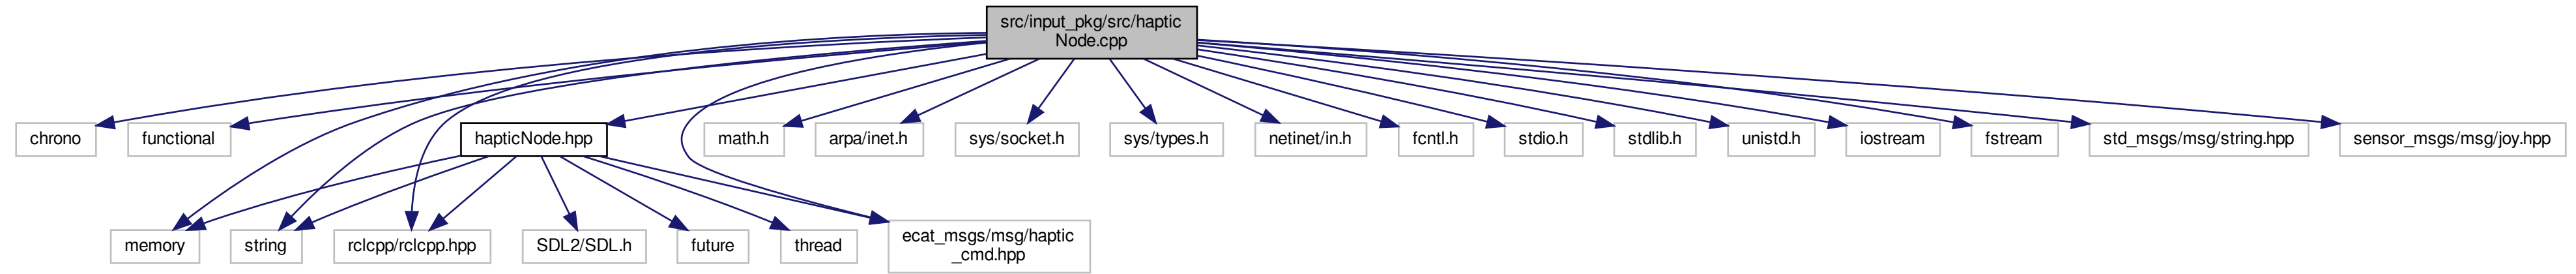 src/input_pkg/src/haptic
Node.cpp
chrono
functional
hapticNode.hpp
math.h
arpa/inet.h
sys/socket.h
sys/types.h
netinet/in.h
fcntl.h
stdio.h
stdlib.h
unistd.h
iostream
fstream
std_msgs/msg/string.hpp
sensor_msgs/msg/joy.hpp
memory
string
rclcpp/rclcpp.hpp
SDL2/SDL.h
future
thread
ecat_msgs/msg/haptic
_cmd.hpp